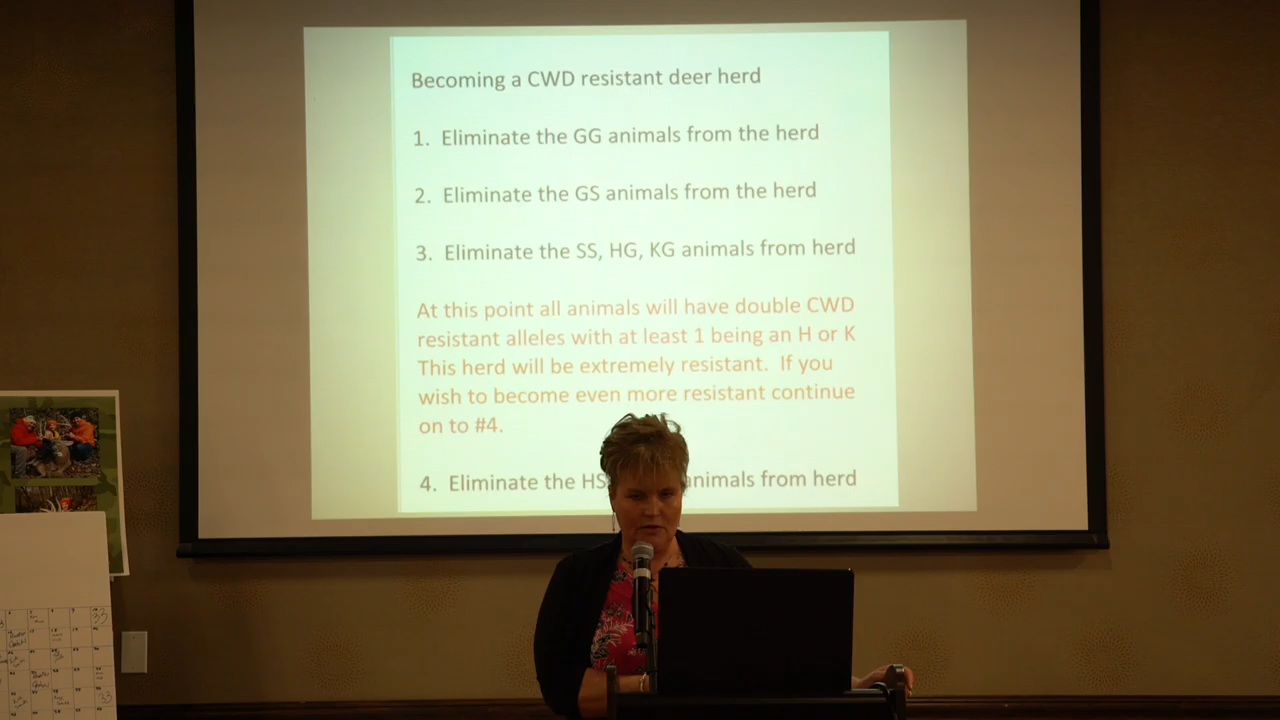 Becoming a CWD resistant deer herd
1. Eliminate the GG animals from the herd
2. Eliminate the GS animals from the herd
3. Eliminate the SS, HG, KG animals from herd
At this point all animals will have double CWD
resistant alleles with at least 1 being an H or K
This herd will be extremely resistant. If you
wish to become even more resistant continue
on to #4.
4. Eliminate the HS animals from herd
33
33